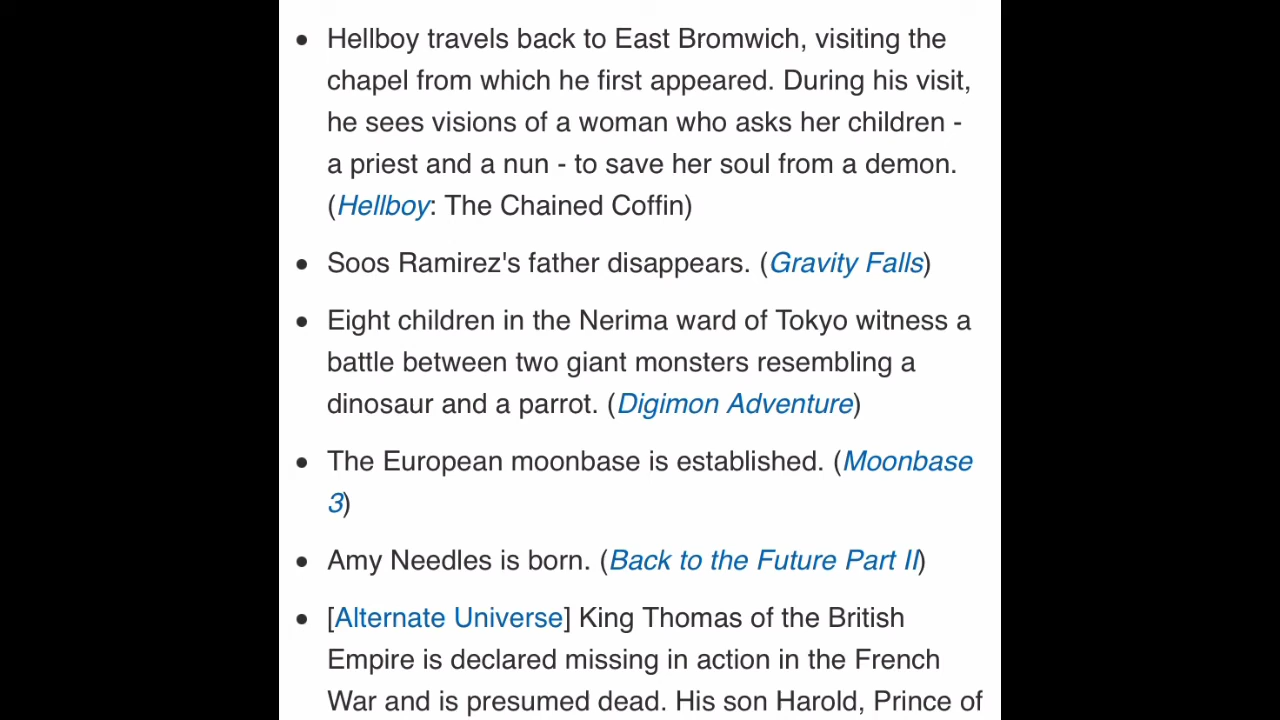 • Hellboy travels back to East Bromwich, visiting the
chapel from which he first appeared. During his visit,
he sees visions of a woman who asks her children -
a priest and a nun - to save her soul from a demon.
(Hellboy: The Chained Coffin)
• Soos Ramirez's father disappears. (Gravity Falls)
• Eight children in the Nerima ward of Tokyo witness a
battle between two giant monsters resembling a
dinosaur and a parrot. (Digimon Adventure)
• The European moonbase is established. (Moonbase
3)
• Amy Needles is born. (Back to the Future Part II)
• [Alternate Universe] King Thomas of the British
Empire is declared missing in action in the French
War and is presumed dead. His son Harold, Prince of